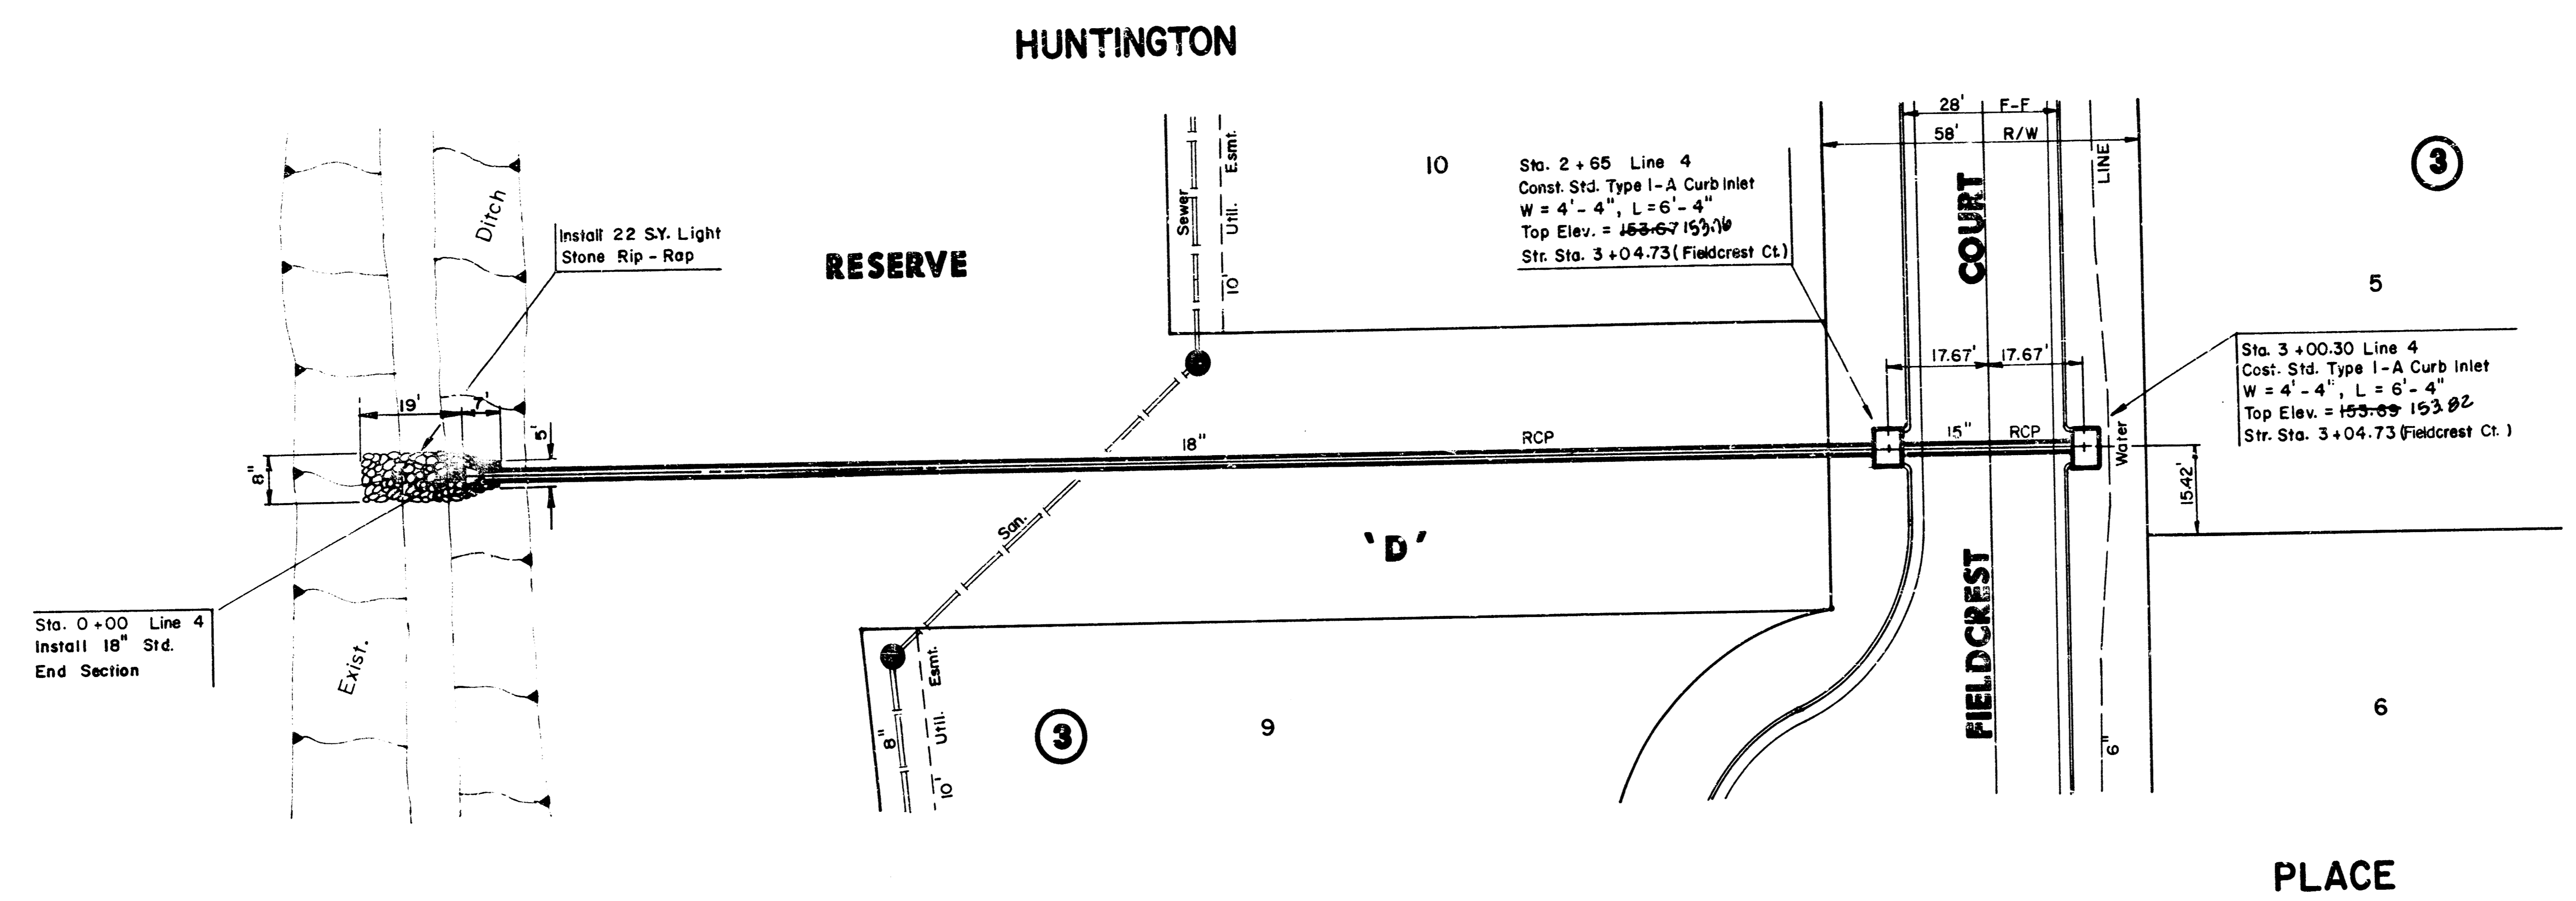 HUNTINGTON
28' F-F
58' R/W
LINE
COURT
3
10
5
Sta. 2+65 Line 4
Const. Std. Type I-A Curb Inlet
W = 4'-4", L = 6'-4"
Top Elev. = 153.67 153.76
Str. Sta. 3+04.73 (Fieldcrest Ct.)
Sewer
Util. Esmt.
10'
Ditch
Install 22 S.Y. Light
Stone Rip-Rap
RESERVE
17.67' 17.67'
Sta. 3+00.30 Line 4
Cost. Std. Type I-A Curb Inlet
W = 4'-4", L = 6'-4"
Top Elev. = 153.69 153.82
Str. Sta. 3+04.73 (Fieldcrest Ct.)
19' 7'
5'
8"
18" RCP
15" RCP
Water
15.42'
San.
'D'
FIELDCREST
Sta. 0+00 Line 4
Install 18" Std.
End Section
Exist.
8"
10' Util. Esmt.
3
9
6"
6
PLACE